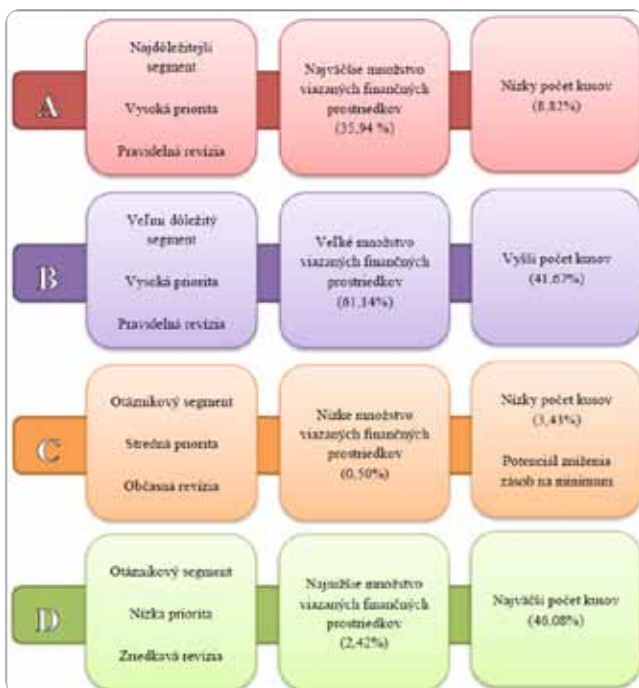 A
Najdôležitejší
segment
Vysoká priorita
Pravidelná revízia
Najväčšie množstvo
viazaných finančných
prostriedkov
(35,94 %)
Nízky počet kusov
(8,82%)
B
Veľmi dôležitý
segment
Vysoká priorita
Pravidelná revízia
Veľké množstvo
viazaných finančných
prostriedkov
(61,14%)
Vyšší počet kusov
(41,67%)
C
Otáznikový segment
Stredná priorita
Občasná revízia
Nízke množstvo
viazaných finančných
prostriedkov
(0,50%)
Nízky počet kusov
(3,43%)
Potenciál zníženia
zásob na minimum
D
Otáznikový segment
Nízka priorita
Zriedkavá revízia
Najnižšie množstvo
viazaných finančných
prostriedkov
(2,42%)
Najväčší počet kusov
(46,08%)